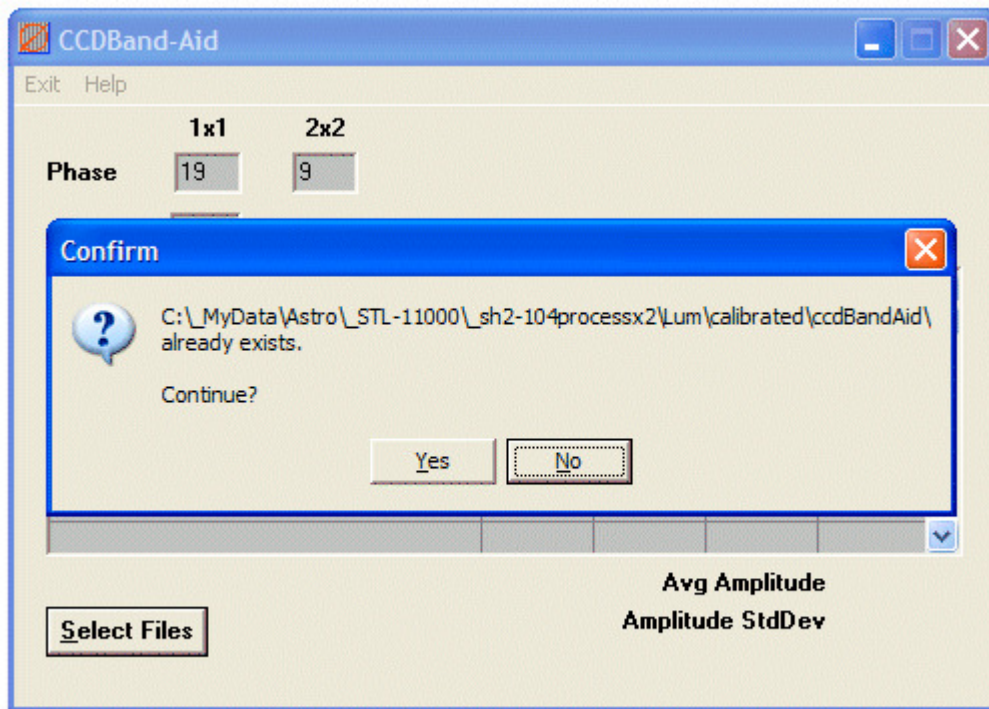 CCDBand-Aid
Exit Help
1x1 2x2
Phase 19 9
Confirm
C:\_MyData\Astro\_STL-11000\_sh2-104processx2\Lum\calibrated\ccdBandAid\
already exists.
Continue?
Yes No
Avg Amplitude
Amplitude StdDev
Select Files